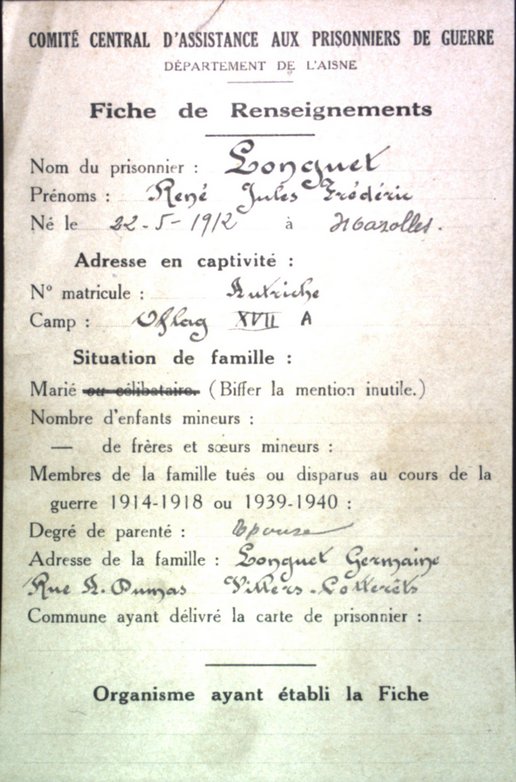 COMITÉ CENTRAL D'ASSISTANCE AUX PRISONNIERS DE GUERRE
DÉPARTEMENT DE L'AISNE
Fiche de Renseignements
Nom du prisonnier : Longuet
Prénoms : René Jules Frédéric
Né le 22-5-1912 à Marolles.
Adresse en captivité :
N° matricule : Autriche
Camp : Oflag XVII A
Situation de famille :
Marié ou célibataire. (Biffer la mention inutile.)
Nombre d'enfants mineurs :
— de frères et sœurs mineurs :
Membres de la famille tués ou disparus au cours de la
guerre 1914-1918 ou 1939-1940 :
Degré de parenté : épouse
Adresse de la famille : Longuet Germaine
Rue A. Dumas Villers-Cotterêts
Commune ayant délivré la carte de prisonnier :
Organisme ayant établi la Fiche